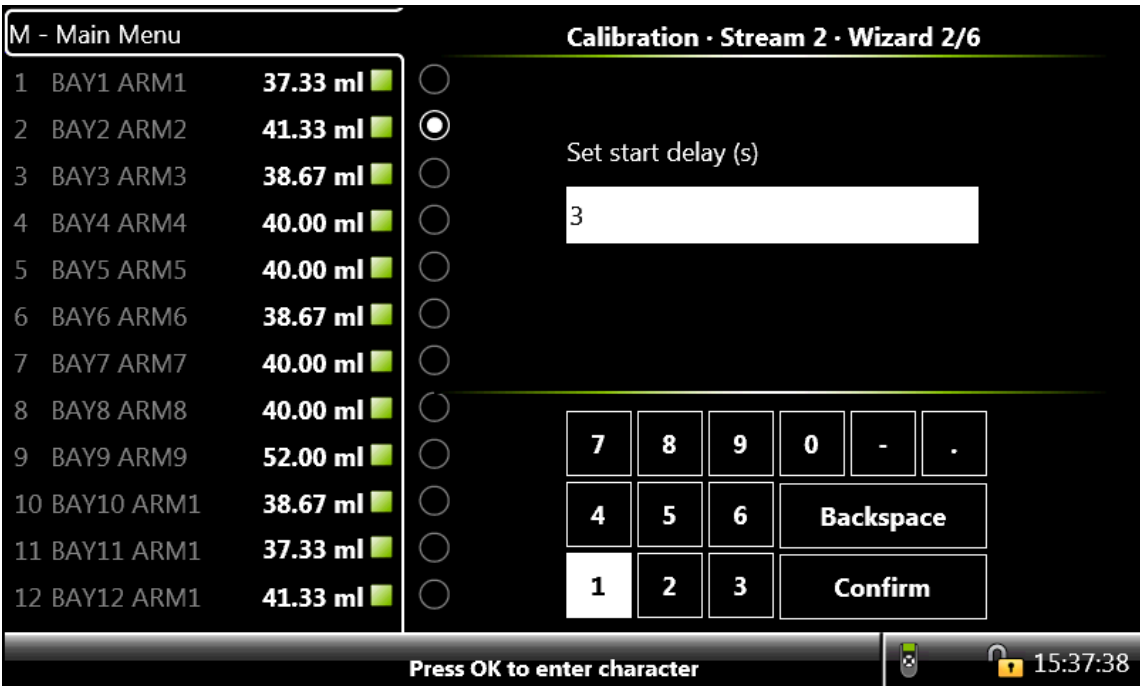 M - Main Menu
Calibration · Stream 2 · Wizard 2/6
1 BAY1 ARM1 37.33 ml
2 BAY2 ARM2 41.33 ml
3 BAY3 ARM3 38.67 ml
4 BAY4 ARM4 40.00 ml
5 BAY5 ARM5 40.00 ml
6 BAY6 ARM6 38.67 ml
7 BAY7 ARM7 40.00 ml
8 BAY8 ARM8 40.00 ml
9 BAY9 ARM9 52.00 ml
10 BAY10 ARM1 38.67 ml
11 BAY11 ARM1 37.33 ml
12 BAY12 ARM1 41.33 ml
Set start delay (s)
3
7 8 9 0 - .
4 5 6 Backspace
1 2 3 Confirm
Press OK to enter character
15:37:38